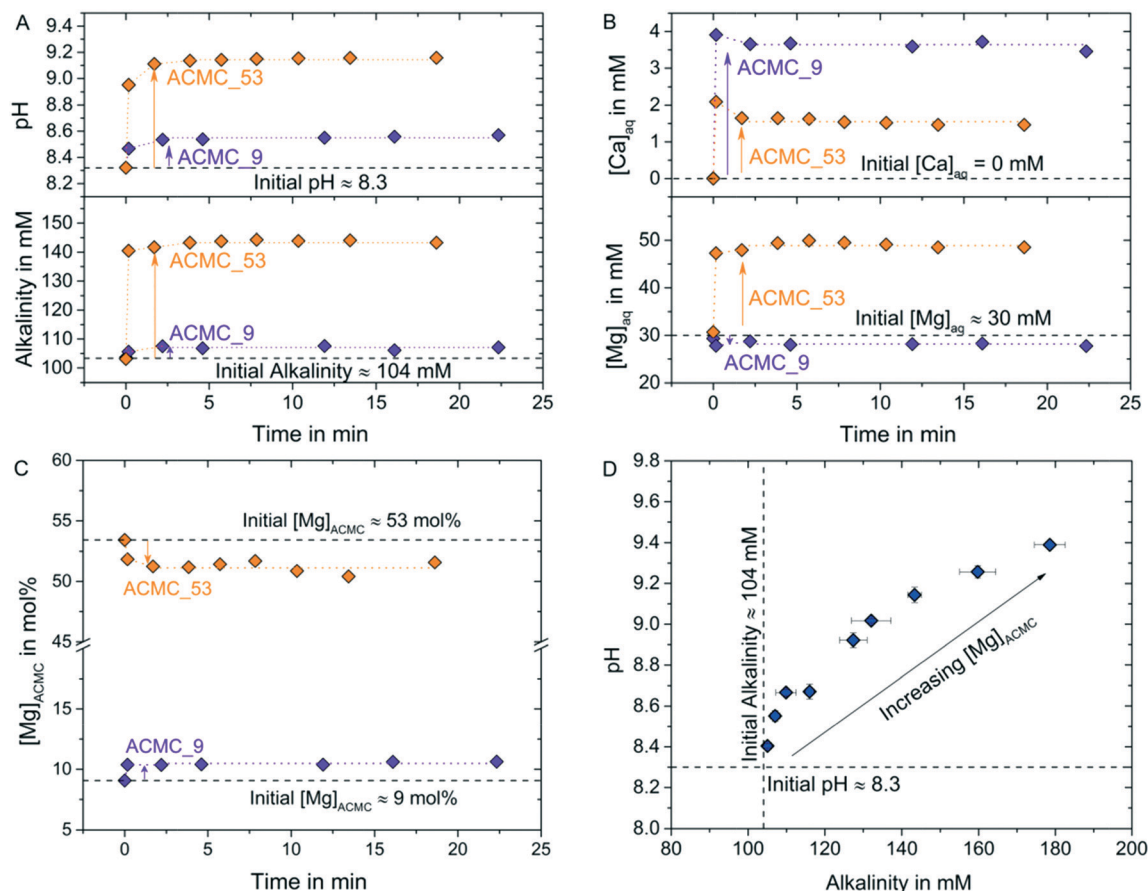 A
9.4
9.2
9.0
8.8
8.6
8.4
8.2
pH
ACMC_53
ACMC_9
Initial pH ≈ 8.3
150
140
130
120
110
100
Alkalinity in mM
ACMC_53
ACMC_9
Initial Alkalinity ≈ 104 mM
0 5 10 15 20 25
Time in min
B
4
3
2
1
0
[Ca]aq in mM
ACMC_9
ACMC_53
Initial [Ca]aq = 0 mM
50
40
30
20
[Mg]aq in mM
ACMC_53
Initial [Mg]aq ≈ 30 mM
ACMC_9
0 5 10 15 20 25
Time in min
C
60
55
50
45
15
10
5
[Mg]ACMC in mol%
Initial [Mg]ACMC ≈ 53 mol%
ACMC_53
ACMC_9
Initial [Mg]ACMC ≈ 9 mol%
0 5 10 15 20 25
Time in min
D
9.8
9.6
9.4
9.2
9.0
8.8
8.6
8.4
8.2
8.0
pH
Initial Alkalinity ≈ 104 mM
Increasing [Mg]ACMC
Initial pH ≈ 8.3
80 100 120 140 160 180 200
Alkalinity in mM